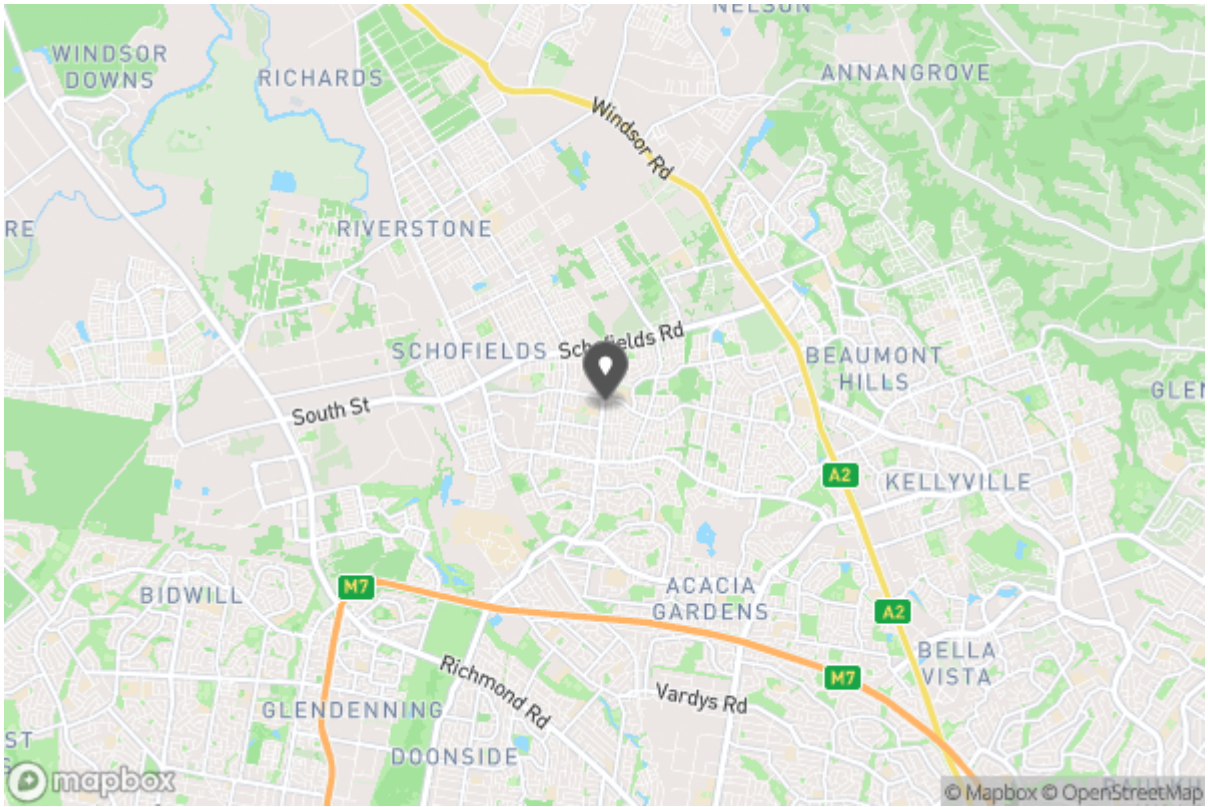 NELSON
WINDSOR
DOWNS
RICHARDS
ANNANGROVE
Windsor Rd
RE
RIVERSTONE
Schofields Rd
SCHOFIELDS
BEAUMONT
HILLS
GLEN
South St
A2
KELLYVILLE
M7
BIDWILL
ACACIA
GARDENS
A2
BELLA
VISTA
M7
Richmond Rd
Vardys Rd
GLENDENNING
ST
DOONSIDE
mapbox
© Mapbox © OpenStreetMap